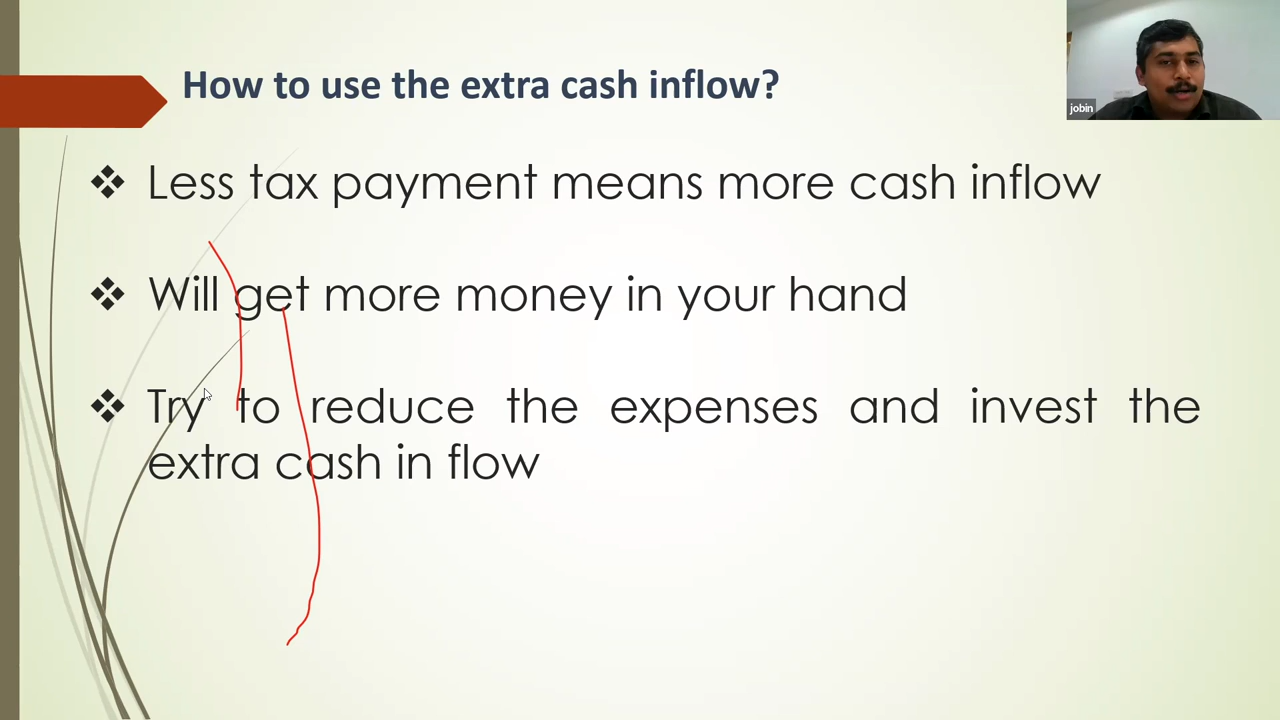 How to use the extra cash inflow?
jobin
❖ Less tax payment means more cash inflow
❖ Will get more money in your hand
❖ Try to reduce the expenses and invest the
extra cash in flow